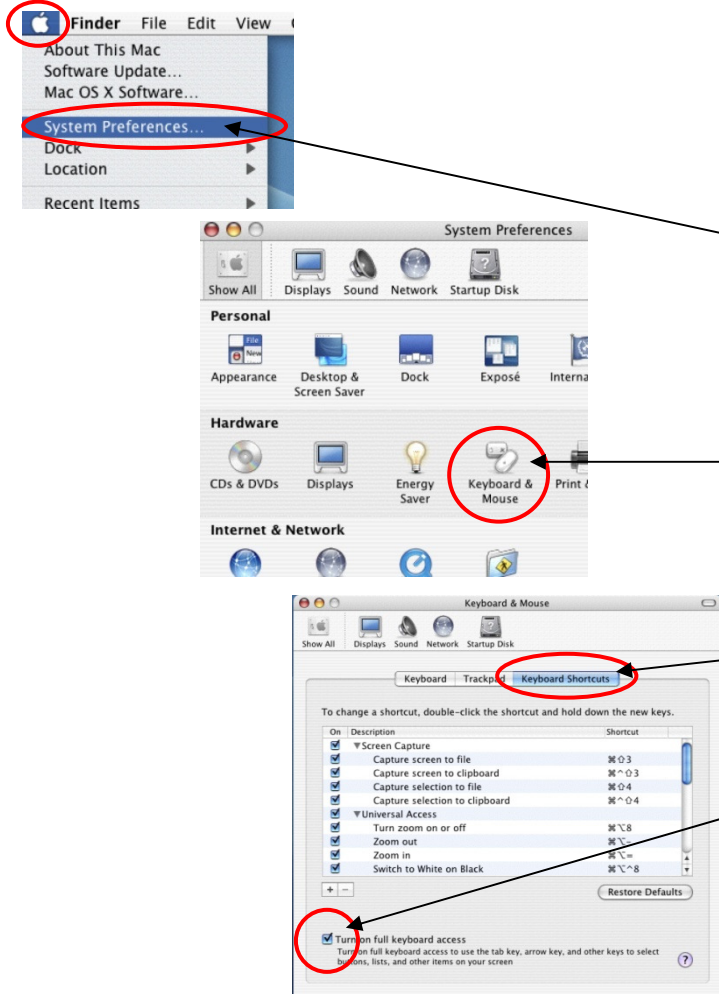 Finder File Edit View
About This Mac
Software Update...
Mac OS X Software...
System Preferences...
Dock
Location
Recent Items
System Preferences
Show All Displays Sound Network Startup Disk
Personal
File
New
Appearance Desktop & Screen Saver Dock Exposé Interna
Hardware
CDs & DVDs Displays Energy Saver Keyboard & Mouse Print &
Internet & Network
Keyboard & Mouse
Show All Displays Sound Network Startup Disk
Keyboard Trackpad Keyboard Shortcuts
To change a shortcut, double-click the shortcut and hold down the new keys.
On Description Shortcut
▼Screen Capture
Capture screen to file ⌘⇧3
Capture screen to clipboard ⌘^⇧3
Capture selection to file ⌘⇧4
Capture selection to clipboard ⌘^⇧4
▼Universal Access
Turn zoom on or off ⌘⌥8
Zoom out ⌘⌥-
Zoom in ⌘⌥=
Switch to White on Black ⌘⌥^8
+ - Restore Defaults
Turn on full keyboard access
Turn on full keyboard access to use the tab key, arrow key, and other keys to select
buttons, lists, and other items on your screen ?